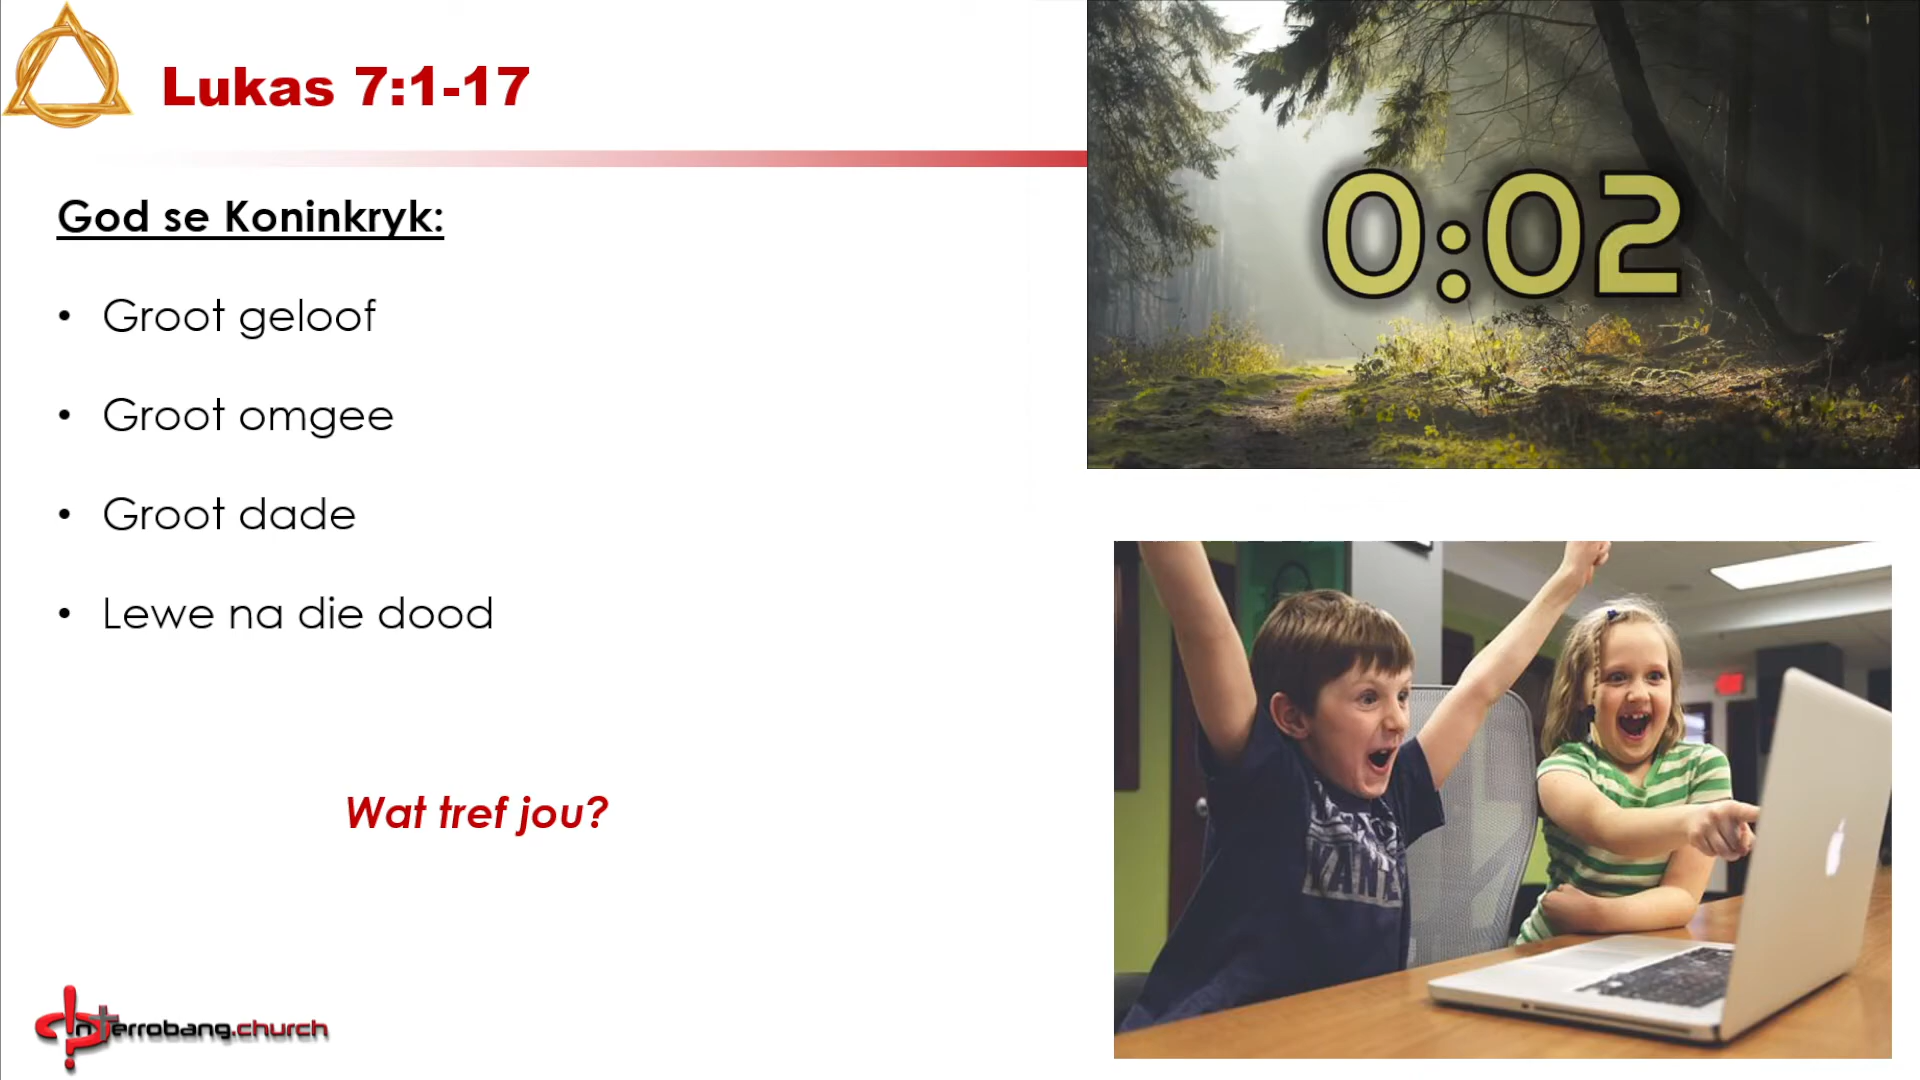 Lukas 7:1-17
God se Koninkryk:
• Groot geloof
• Groot omgee
• Groot dade
• Lewe na die dood
Wat tref jou?
0:02
interrobang.church